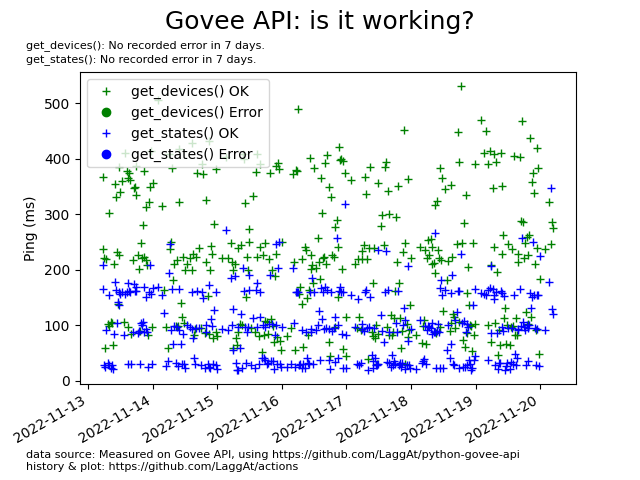 Govee API: is it working?
get_devices(): No recorded error in 7 days.
get_states(): No recorded error in 7 days.
get_devices() OK
get_devices() Error
get_states() OK
get_states() Error
Ping (ms)
500
400
300
200
100
0
2022-11-13
2022-11-14
2022-11-15
2022-11-16
2022-11-17
2022-11-18
2022-11-19
2022-11-20
data source: Measured on Govee API, using https://github.com/LaggAt/python-govee-api
history & plot: https://github.com/LaggAt/actions